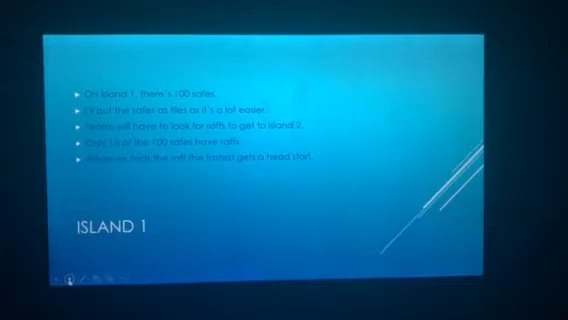 On island 1, there's 100 safes.
I'll put the safes as tiles as it's a lot easier.
Teams will have to look for rafts to get to island 2.
Only 16 of the 100 safes have rafts
Whoever finds the raft the fastest gets a head start.
ISLAND 1